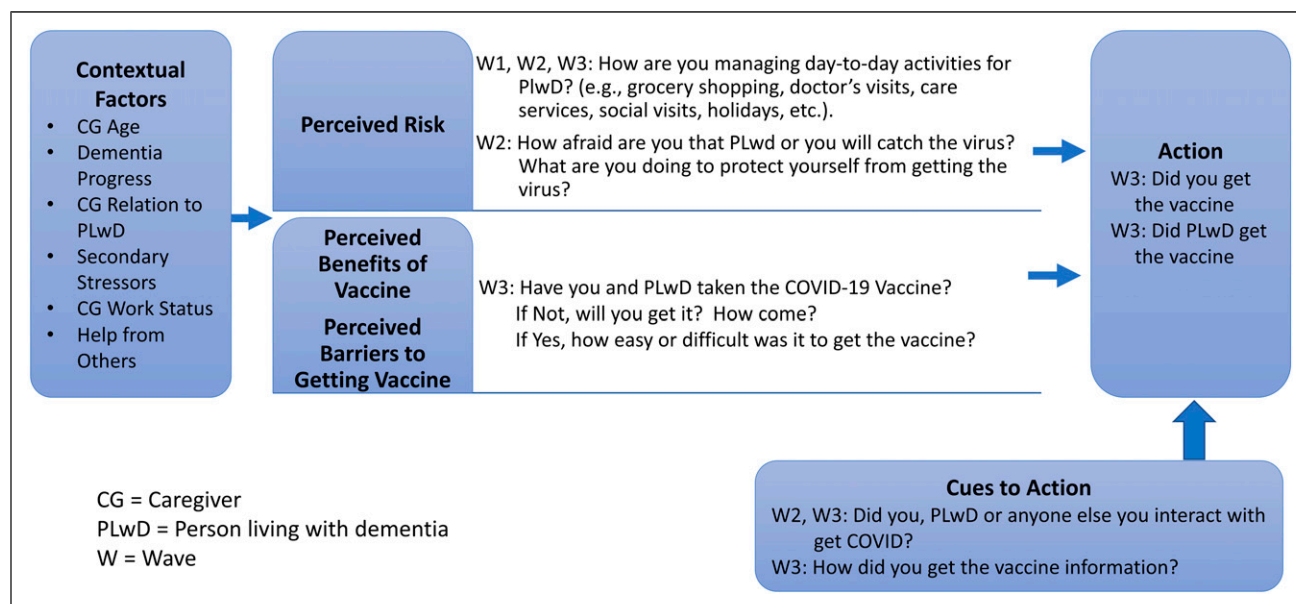 Contextual
Factors
• CG Age
• Dementia
Progress
• CG Relation to
PLwD
• Secondary
Stressors
• CG Work Status
• Help from
Others
Perceived Risk
W1, W2, W3: How are you managing day-to-day activities for
PlwD? (e.g., grocery shopping, doctor's visits, care
services, social visits, holidays, etc.).
W2: How afraid are you that PLwd or you will catch the virus?
What are you doing to protect yourself from getting the
virus?
Perceived
Benefits of
Vaccine
Perceived
Barriers to
Getting Vaccine
W3: Have you and PLwD taken the COVID-19 Vaccine?
If Not, will you get it?  How come?
If Yes, how easy or difficult was it to get the vaccine?
Action
W3: Did you get
the vaccine
W3: Did PLwD get
the vaccine
Cues to Action
W2, W3: Did you, PLwD or anyone else you interact with
get COVID?
W3: How did you get the vaccine information?
CG = Caregiver
PLwD = Person living with dementia
W = Wave